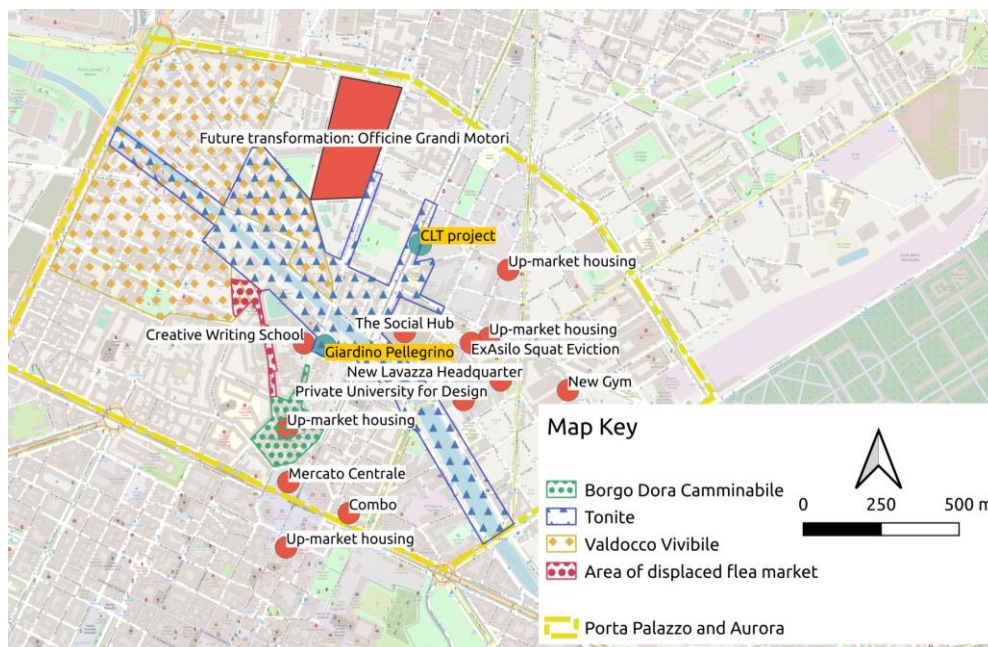 Future transformation: Officine Grandi Motori
CLT project
Up-market housing
The Social Hub
Up-market housing
Creative Writing School
Giardino Pellegrino
ExAsilo Squat Eviction
New Lavazza Headquarter
New Gym
Private University for Design
Up-market housing
Mercato Centrale
Combo
Up-market housing
Map Key
Borgo Dora Camminabile
Tonite
Valdocco Vivibile
Area of displaced flea market
Porta Palazzo and Aurora
0 250 500 m